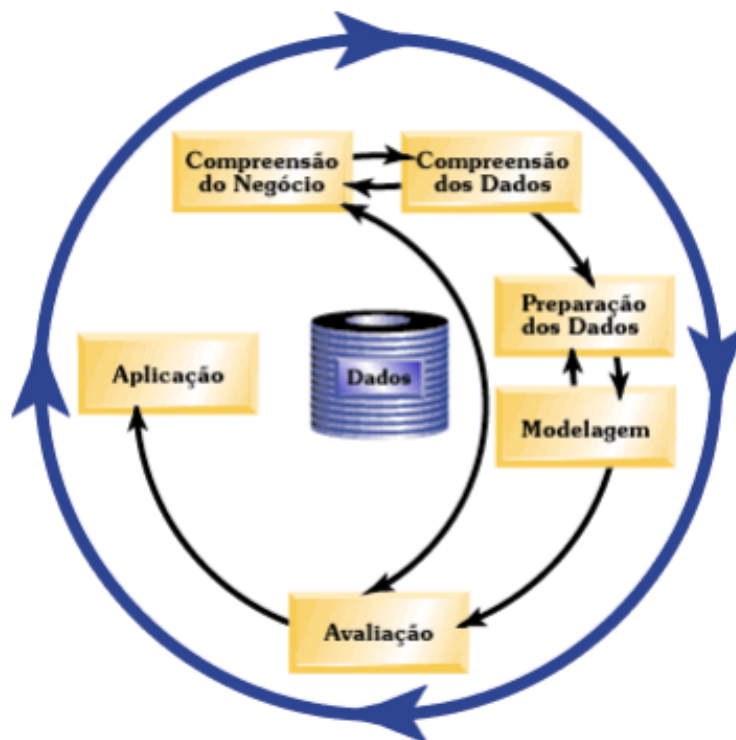 Compreensão
do Negócio
Compreensão
dos Dados
Preparação
dos Dados
Modelagem
Dados
Aplicação
Avaliação